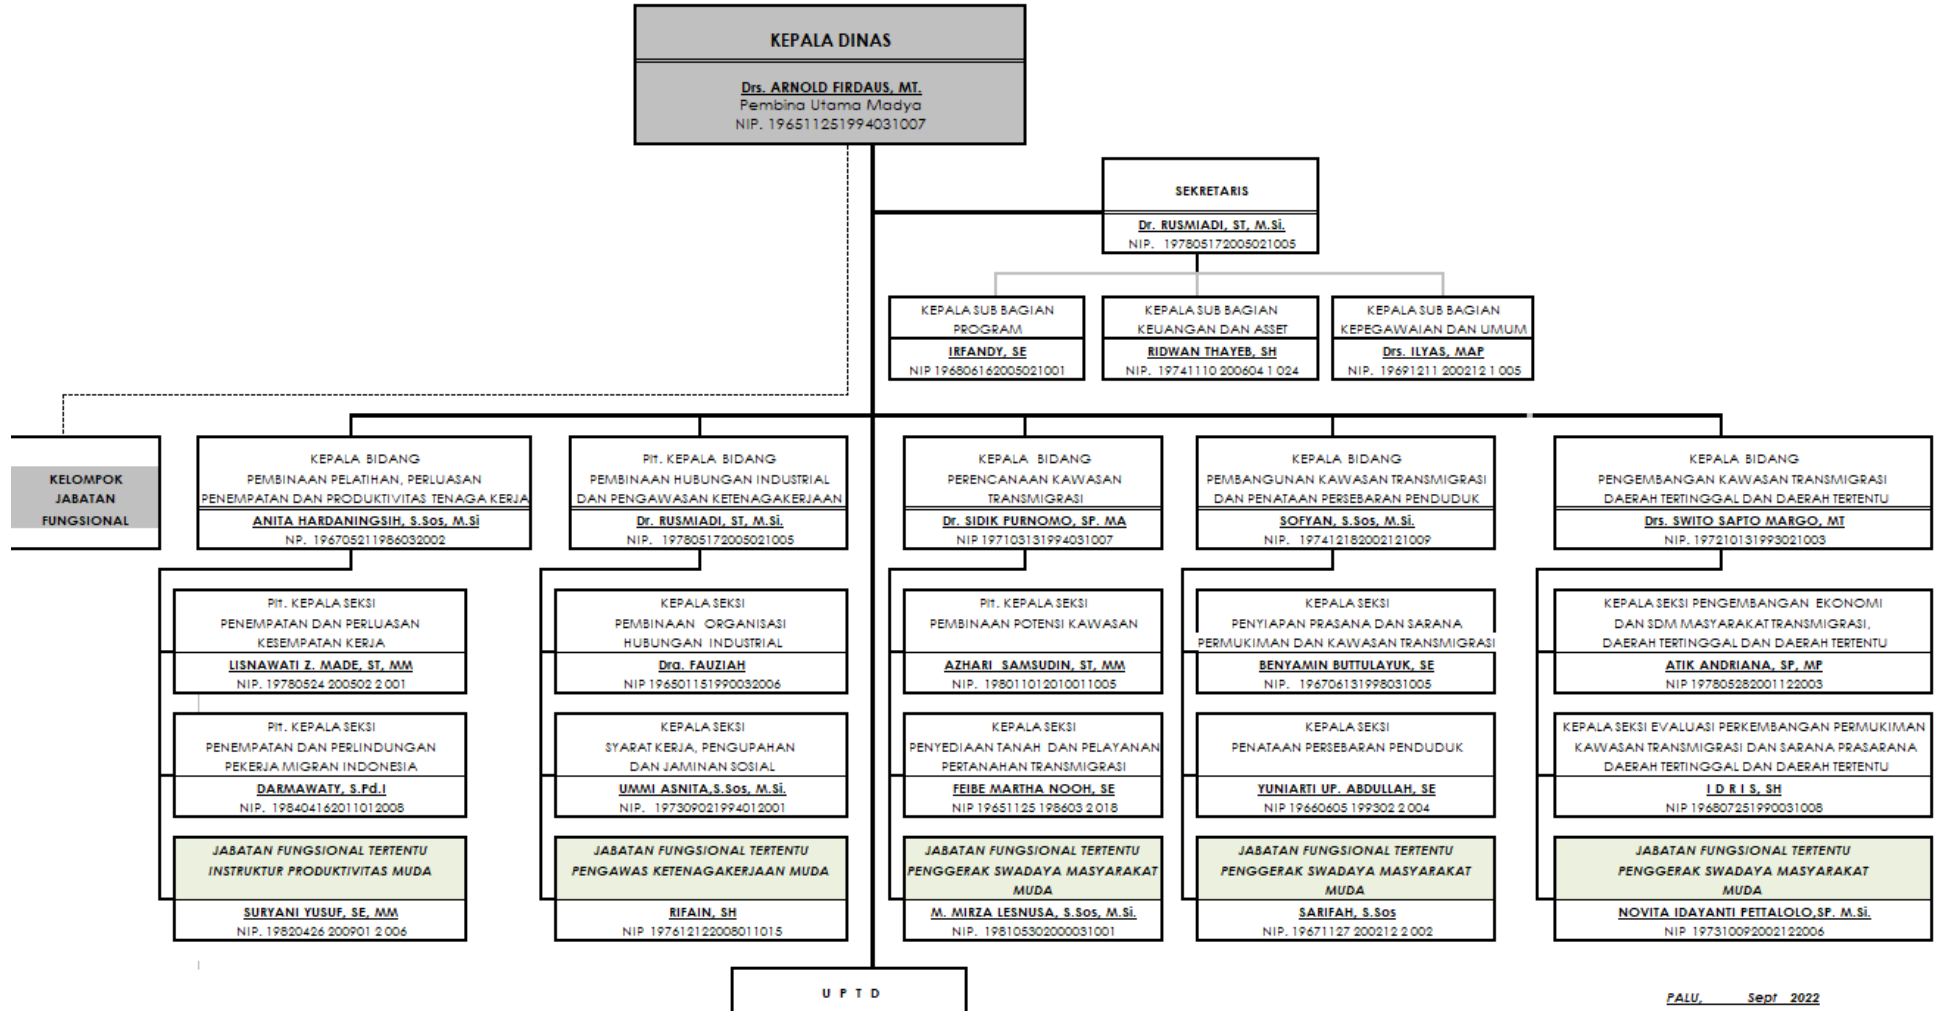 KEPALA DINAS
Drs. ARNOLD FIRDAUS, MT.
Pembina Utama Madya
NIP. 196511251994031007
SEKRETARIS
Dr. RUSMIADI, ST, M.Si.
NIP. 197805172005021005
KEPALA SUB BAGIAN
PROGRAM
IRFANDY, SE
NIP 196806162005021001
KEPALA SUB BAGIAN
KEUANGAN DAN ASSET
RIDWAN THAYEB, SH
NIP. 19741110 200604 1 024
KEPALA SUB BAGIAN
KEPEGAWAIAN DAN UMUM
Drs. ILYAS, MAP
NIP. 19691211 200212 1 005
KELOMPOK
JABATAN
FUNGSIONAL
KEPALA BIDANG
PEMBINAAN PELATIHAN, PERLUASAN
PENEMPATAN DAN PRODUKTIVITAS TENAGA KERJA
ANITA HARDANINGSIH, S.Sos, M.Si
NP. 196705211986032002
Plt. KEPALA BIDANG
PEMBINAAN HUBUNGAN INDUSTRIAL
DAN PENGAWASAN KETENAGAKERJAAN
Dr. RUSMIADI, ST, M.Si.
NIP. 197805172005021005
KEPALA BIDANG
PERENCANAAN KAWASAN
TRANSMIGRASI
Dr. SIDIK PURNOMO, SP. MA
NIP 197103131994031007
KEPALA BIDANG
PEMBANGUNAN KAWASAN TRANSMIGRASI
DAN PENATAAN PERSEBARAN PENDUDUK
SOFYAN, S.Sos, M.Si.
NIP. 197412182002121009
KEPALA BIDANG
PENGEMBANGAN KAWASAN TRANSMIGRASI
DAERAH TERTINGGAL DAN DAERAH TERTENTU
Drs. SWITO SAPTO MARGO, MT
NIP. 197210131993021003
Plt. KEPALA SEKSI
PENEMPATAN DAN PERLUASAN
KESEMPATAN KERJA
LISNAWATI Z. MADE, ST, MM
NIP. 19780524 200502 2 001
KEPALA SEKSI
PEMBINAAN ORGANISASI
HUBUNGAN INDUSTRIAL
Dra. FAUZIAH
NIP 196501151990032006
Plt. KEPALA SEKSI
PEMBINAAN POTENSI KAWASAN
AZHARI SAMSUDIN, ST, MM
NIP. 198011012010011005
KEPALA SEKSI
PENYIAPAN PRASANA DAN SARANA
PERMUKIMAN DAN KAWASAN TRANSMIGRASI
BENYAMIN BUTTULAYUK, SE
NIP. 196706131998031005
KEPALA SEKSI PENGEMBANGAN EKONOMI
DAN SDM MASYARAKAT TRANSMIGRASI,
DAERAH TERTINGGAL DAN DAERAH TERTENTU
ATIK ANDRIANA, SP, MP
NIP 197805282001122003
Plt. KEPALA SEKSI
PENEMPATAN DAN PERLINDUNGAN
PEKERJA MIGRAN INDONESIA
DARMAWATY, S.Pd.I
NIP. 198404162011012008
KEPALA SEKSI
SYARAT KERJA, PENGUPAHAN
DAN JAMINAN SOSIAL
UMMI ASNITA,S.Sos, M.Si.
NIP. 197309021994012001
KEPALA SEKSI
PENYEDIAAN TANAH DAN PELAYANAN
PERTANAHAN TRANSMIGRASI
FEIBE MARTHA NOOH, SE
NIP 19651125 198603 2 018
KEPALA SEKSI
PENATAAN PERSEBARAN PENDUDUK
YUNIARTI UP. ABDULLAH, SE
NIP 19660605 199302 2 004
KEPALA SEKSI EVALUASI PERKEMBANGAN PERMUKIMAN
KAWASAN TRANSMIGRASI DAN SARANA PRASARANA
DAERAH TERTINGGAL DAN DAERAH TERTENTU
I D R I S, SH
NIP 196807251990031008
JABATAN FUNGSIONAL TERTENTU
INSTRUKTUR PRODUKTIVITAS MUDA
SURYANI YUSUF, SE, MM
NIP. 19820426 200901 2 006
JABATAN FUNGSIONAL TERTENTU
PENGAWAS KETENAGAKERJAAN MUDA
RIFAIN, SH
NIP 197612122008011015
JABATAN FUNGSIONAL TERTENTU
PENGGERAK SWADAYA MASYARAKAT
MUDA
M. MIRZA LESNUSA, S.Sos, M.Si.
NIP. 198105302000031001
JABATAN FUNGSIONAL TERTENTU
PENGGERAK SWADAYA MASYARAKAT
MUDA
SARIFAH, S.Sos
NIP. 19671127 200212 2 002
JABATAN FUNGSIONAL TERTENTU
PENGGERAK SWADAYA MASYARAKAT
MUDA
NOVITA IDAYANTI PETTALOLO,SP. M.Si.
NIP 197310092002122006
U P T D
PALU, Sept 2022